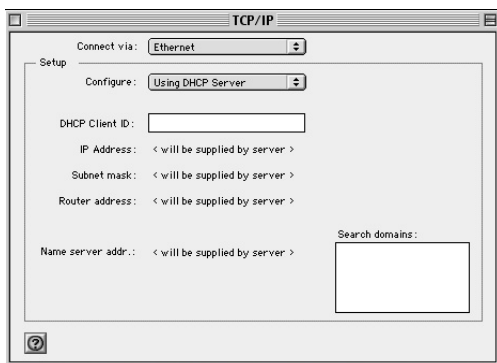 TCP/IP
Connect via: Ethernet
Setup
Configure: Using DHCP Server
DHCP Client ID:
IP Address: < will be supplied by server >
Subnet mask: < will be supplied by server >
Router address: < will be supplied by server >
Search domains:
Name server addr.: < will be supplied by server >
?